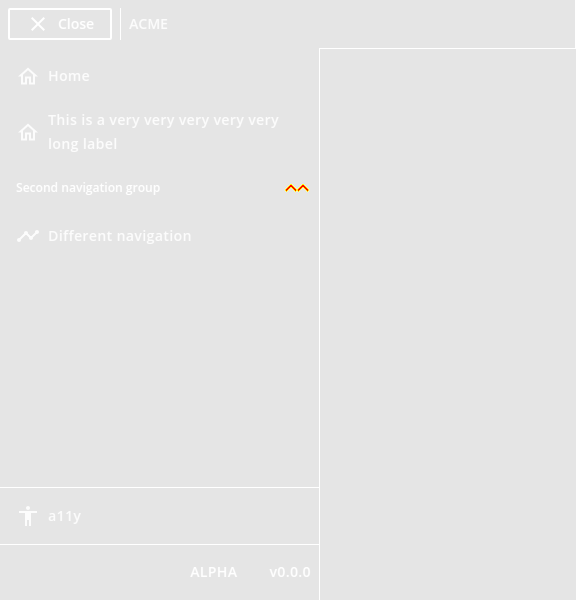 Close
ACME
Home
This is a very very very very very
long label
Second navigation group
Different navigation
a11y
ALPHA
v0.0.0